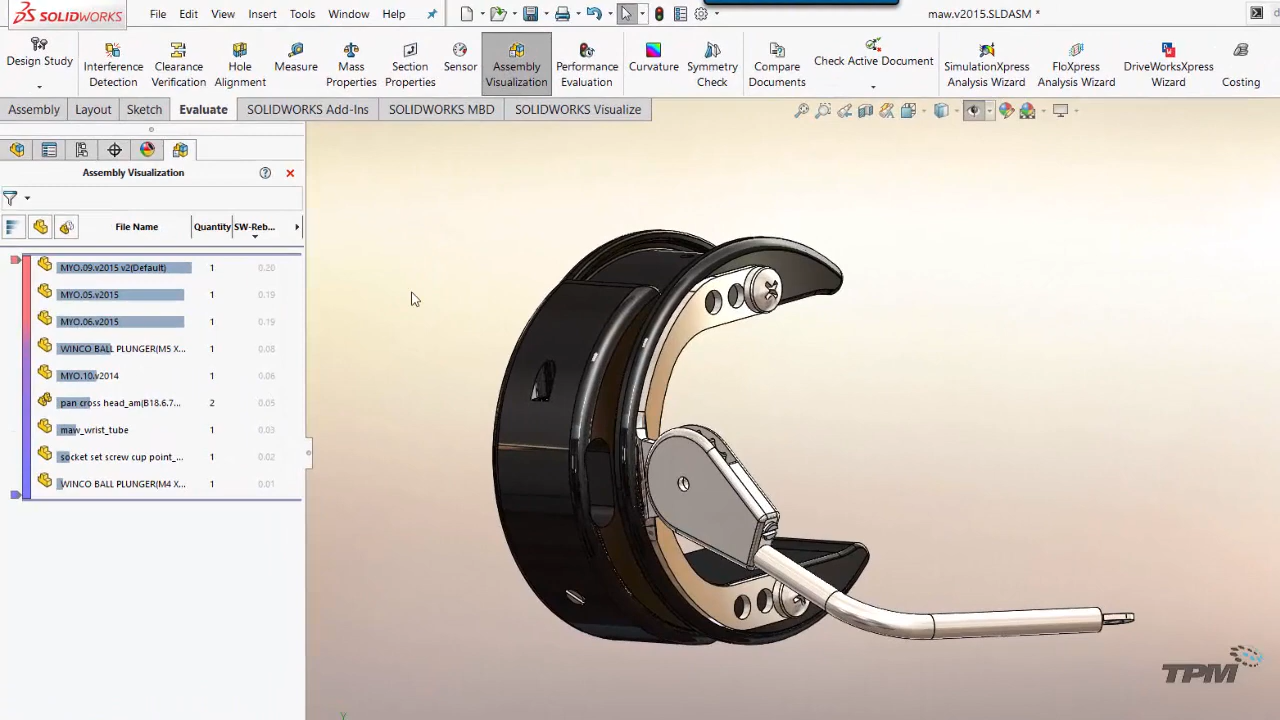 SOLIDWORKS
File Edit View Insert Tools Window Help
maw.v2015.SLDASM *
Design Study
Interference Detection
Clearance Verification
Hole Alignment
Measure
Mass Properties
Section Properties
Sensor
Assembly Visualization
Performance Evaluation
Curvature
Symmetry Check
Compare Documents
Check Active Document
SimulationXpress Analysis Wizard
FloXpress Analysis Wizard
DriveWorksXpress Wizard
Costing
Assembly Layout Sketch Evaluate SOLIDWORKS Add-Ins SOLIDWORKS MBD SOLIDWORKS Visualize
Assembly Visualization
File Name Quantity SW-Reb...
MYO.09.v2015 v2(Default) 1 0.20
MYO.05.v2015 1 0.19
MYO.06.v2015 1 0.19
WINCO BALL PLUNGER(M5 X... 1 0.08
MYO.10.v2014 1 0.06
pan cross head_am(B18.6.7... 2 0.05
maw_wrist_tube 1 0.03
socket set screw cup point_... 1 0.02
WINCO BALL PLUNGER(M4 X... 1 0.01
TPM
Y